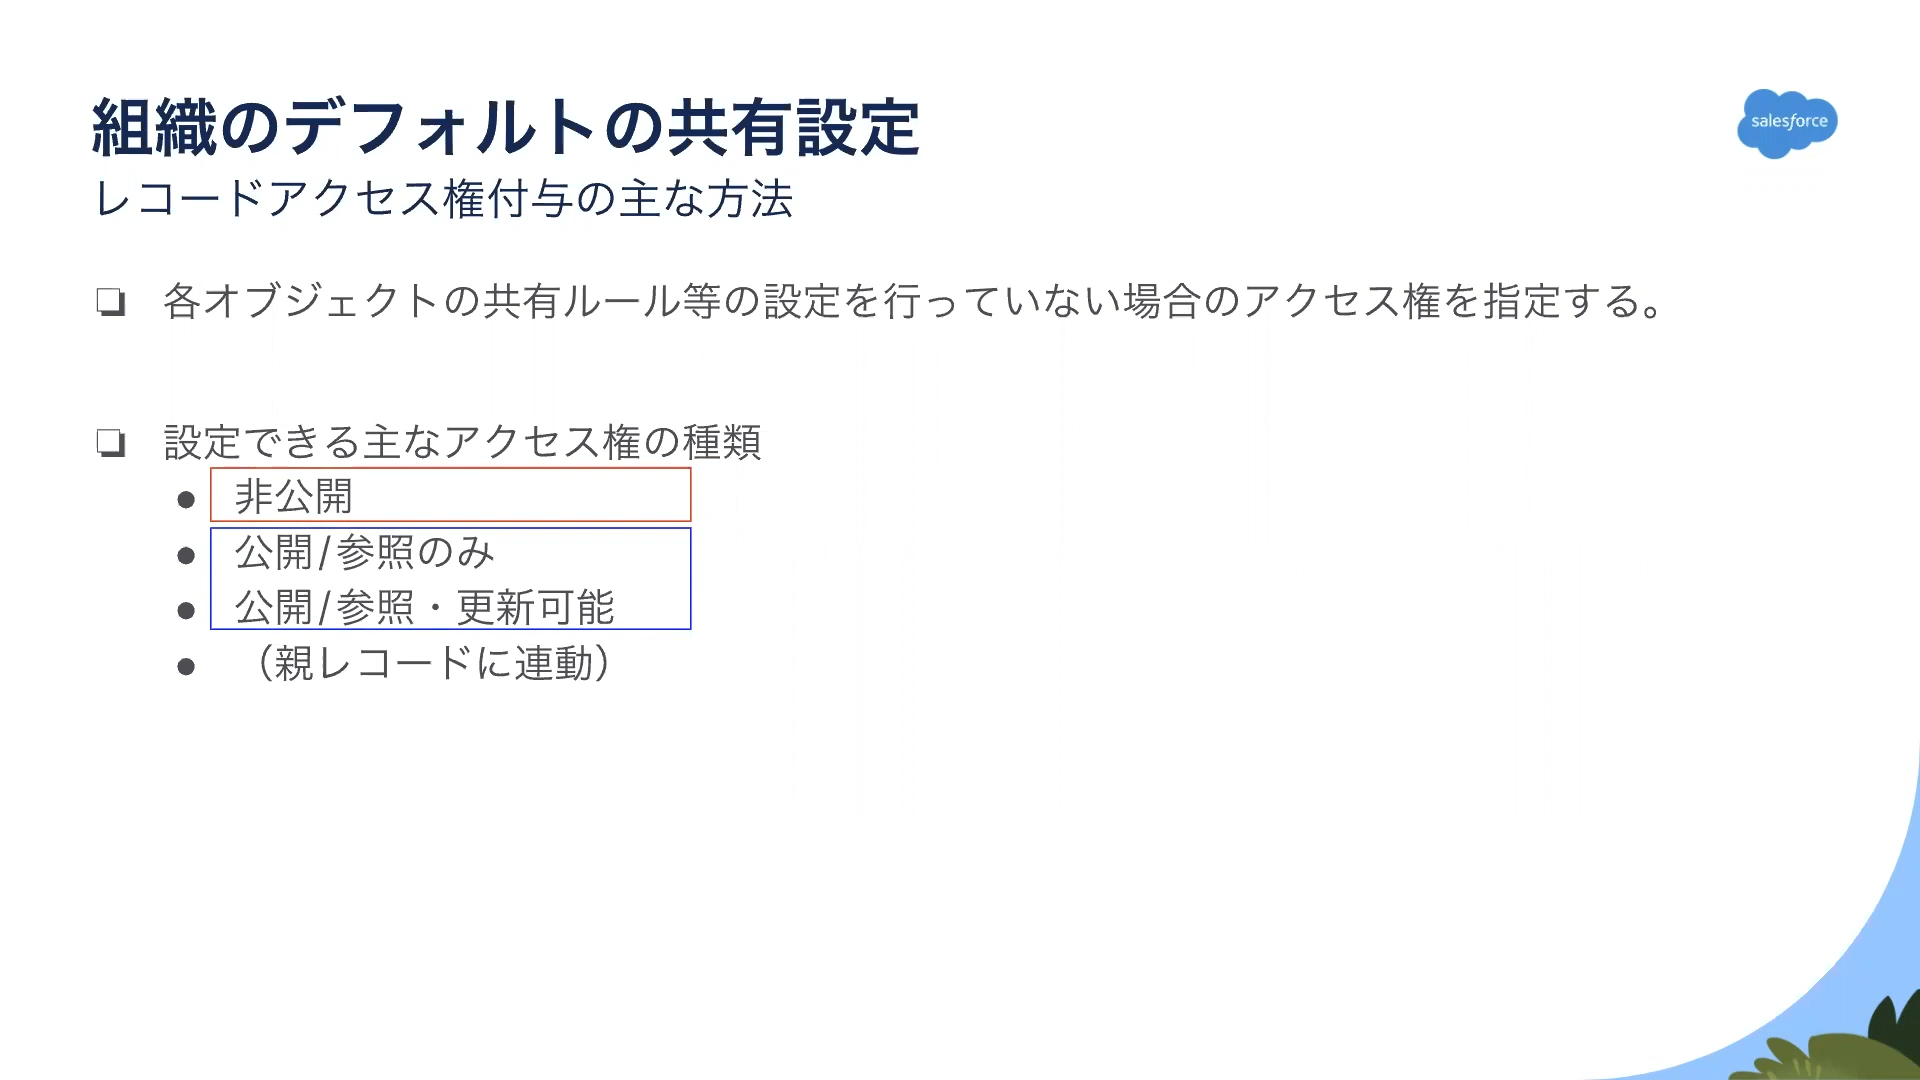 組織のデフォルトの共有設定
salesforce
レコードアクセス権付与の主な方法
❏ 各オブジェクトの共有ルール等の設定を行っていない場合のアクセス権を指定する。
❏ 設定できる主なアクセス権の種類
● 非公開
● 公開/参照のみ
● 公開/参照・更新可能
● （親レコードに連動）